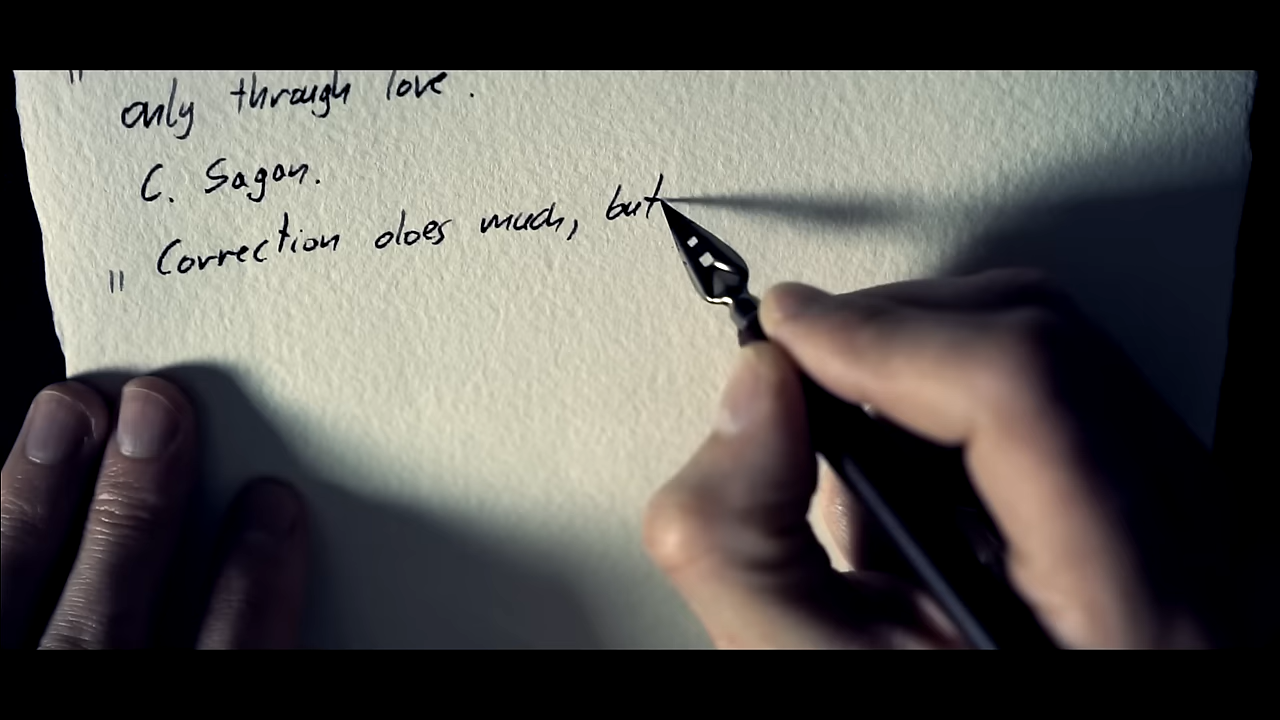 only through love.
C. Sagan.
"Correction does much, but